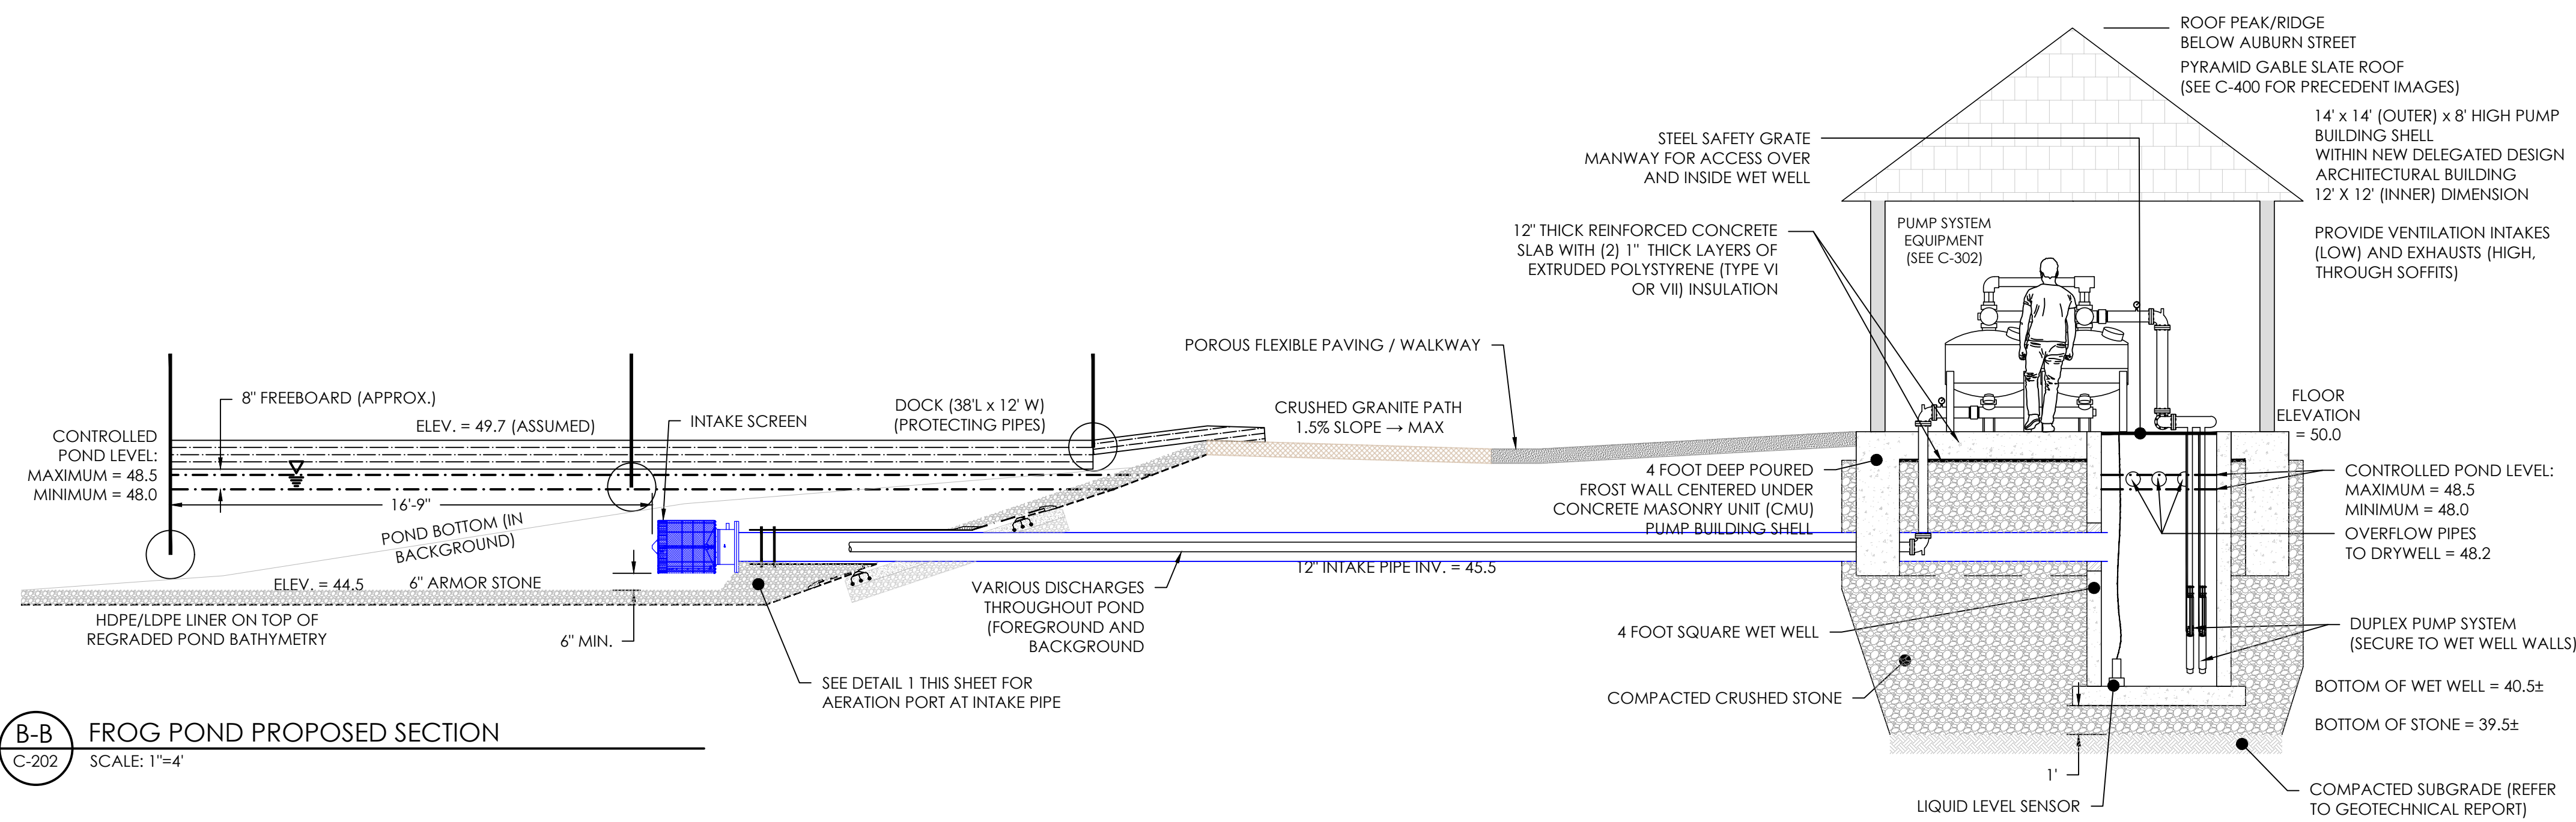 ROOF PEAK/RIDGE
BELOW AUBURN STREET
PYRAMID GABLE SLATE ROOF
(SEE C-400 FOR PRECEDENT IMAGES)
14' x 14' (OUTER) x 8' HIGH PUMP
BUILDING SHELL
WITHIN NEW DELEGATED DESIGN
ARCHITECTURAL BUILDING
12' X 12' (INNER) DIMENSION
PROVIDE VENTILATION INTAKES
(LOW) AND EXHAUSTS (HIGH,
THROUGH SOFFITS)
STEEL SAFETY GRATE
MANWAY FOR ACCESS OVER
AND INSIDE WET WELL
12" THICK REINFORCED CONCRETE
SLAB WITH (2) 1" THICK LAYERS OF
EXTRUDED POLYSTYRENE (TYPE VI
OR VII) INSULATION
PUMP SYSTEM
EQUIPMENT
(SEE C-302)
POROUS FLEXIBLE PAVING / WALKWAY
8" FREEBOARD (APPROX.)
ELEV. = 49.7 (ASSUMED)
INTAKE SCREEN
DOCK (38'L x 12' W)
(PROTECTING PIPES)
CRUSHED GRANITE PATH
1.5% SLOPE → MAX
FLOOR
ELEVATION
= 50.0
CONTROLLED
POND LEVEL:
MAXIMUM = 48.5
MINIMUM = 48.0
16'-9"
POND BOTTOM (IN
BACKGROUND)
4 FOOT DEEP POURED
FROST WALL CENTERED UNDER
CONCRETE MASONRY UNIT (CMU)
PUMP BUILDING SHELL
CONTROLLED POND LEVEL:
MAXIMUM = 48.5
MINIMUM = 48.0
OVERFLOW PIPES
TO DRYWELL = 48.2
ELEV. = 44.5
6" ARMOR STONE
12" INTAKE PIPE INV. = 45.5
HDPE/LDPE LINER ON TOP OF
REGRADED POND BATHYMETRY
6" MIN.
VARIOUS DISCHARGES
THROUGHOUT POND
(FOREGROUND AND
BACKGROUND
4 FOOT SQUARE WET WELL
DUPLEX PUMP SYSTEM
(SECURE TO WET WELL WALLS)
SEE DETAIL 1 THIS SHEET FOR
AERATION PORT AT INTAKE PIPE
COMPACTED CRUSHED STONE
BOTTOM OF WET WELL = 40.5±
BOTTOM OF STONE = 39.5±
1'
LIQUID LEVEL SENSOR
COMPACTED SUBGRADE (REFER
TO GEOTECHNICAL REPORT)
B-B
C-202
FROG POND PROPOSED SECTION
SCALE: 1"=4'